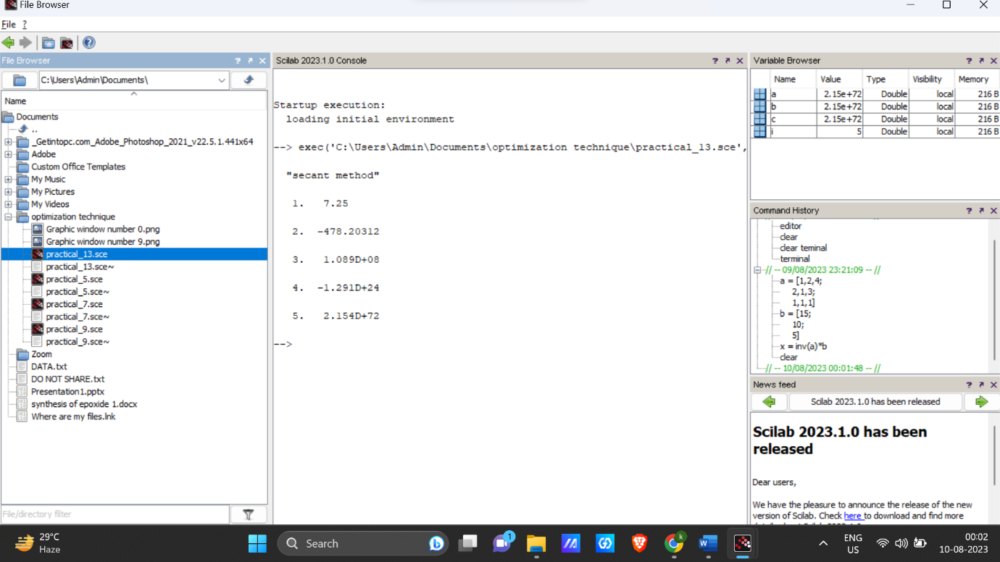 File Browser
File ?
File Browser
C:\Users\Admin\Documents\
Name
Documents
..
_Getintopc.com_Adobe_Photoshop_2021_v22.5.1.441x64
Adobe
Custom Office Templates
My Music
My Pictures
My Videos
optimization technique
Graphic window number 0.png
Graphic window number 9.png
practical_13.sce
practical_13.sce~
practical_5.sce
practical_5.sce~
practical_7.sce
practical_7.sce~
practical_9.sce
practical_9.sce~
Zoom
DATA.txt
DO NOT SHARE.txt
Presentation1.pptx
synthesis of epoxide 1.docx
Where are my files.lnk
File/directory filter
Scilab 2023.1.0 Console
Startup execution:
loading initial environment
--> exec('C:\Users\Admin\Documents\optimization technique\practical_13.sce',
"secant method"
1. 7.25
2. -478.20312
3. 1.089D+08
4. -1.291D+24
5. 2.154D+72
-->
Variable Browser
Name Value Type Visibility Memory
a 2.15e+72 Double local 216 B
b 2.15e+72 Double local 216 B
c 2.15e+72 Double local 216 B
i 5 Double local 216 B
Command History
editor
clear
clear teminal
terminal
// -- 09/08/2023 23:21:09 -- //
a = [1,2,4;
2,1,3;
1,1,1]
b = [15;
10;
5]
x = inv(a)*b
clear
// -- 10/08/2023 00:01:48 -- //
News feed
Scilab 2023.1.0 has been released
Scilab 2023.1.0 has been
released
Dear users,
We have the pleasure to announce the release of the new
version of Scilab. Check here to download and find more
29°C
Haze
Search
1
k
ENG
US
00:02
10-08-2023